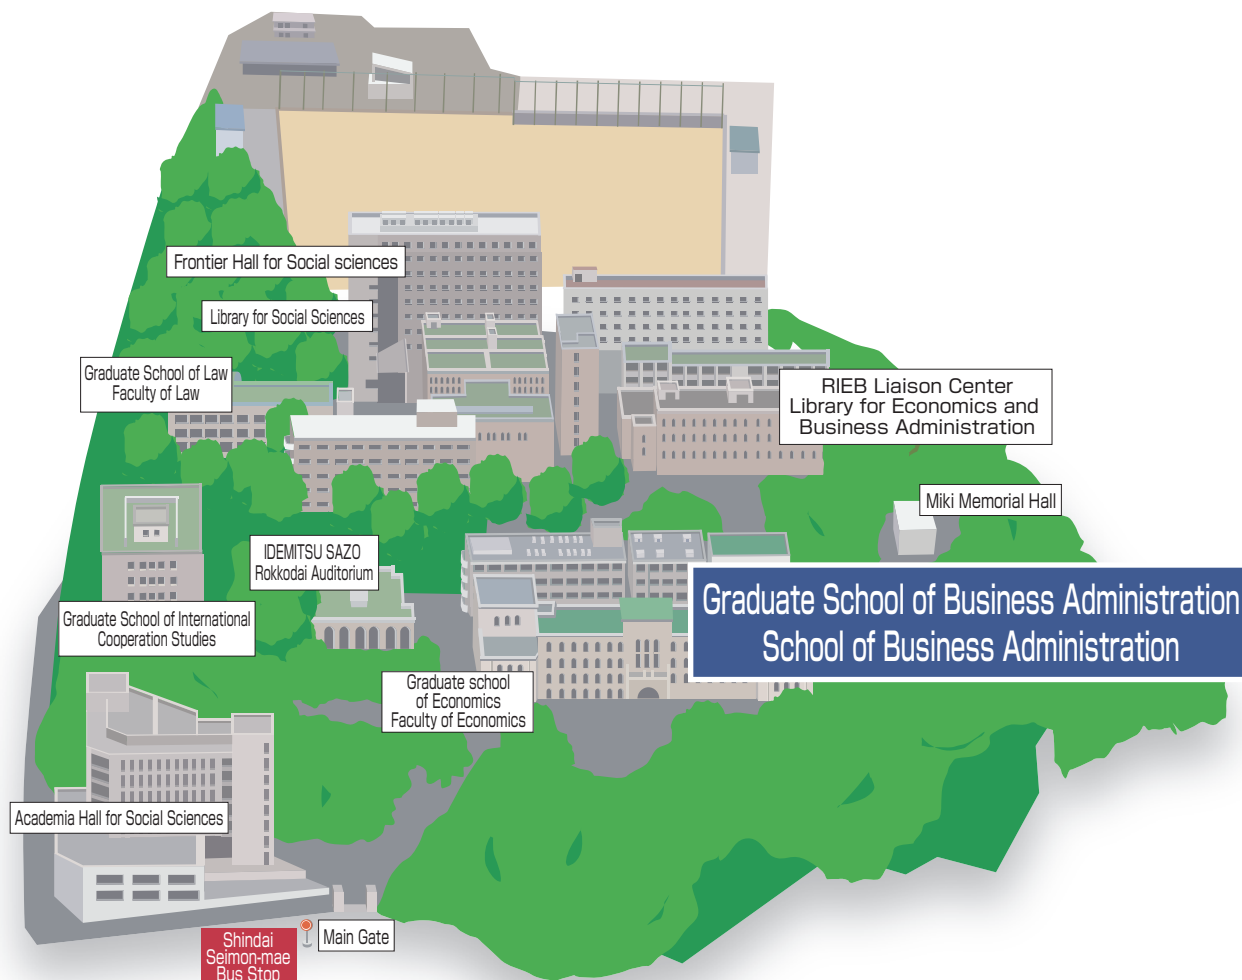 Frontier Hall for Social sciences
Library for Social Sciences
Graduate School of Law
Faculty of Law
RIEB Liaison Center
Library for Economics and
Business Administration
Miki Memorial Hall
IDEMITSU SAZO
Rokkodai Auditorium
Graduate School of International
Cooperation Studies
Graduate School of Business Administration
School of Business Administration
Graduate school
of Economics
Faculty of Economics
Academia Hall for Social Sciences
Main Gate
Shindai
Seimon-mae
Bus Stop